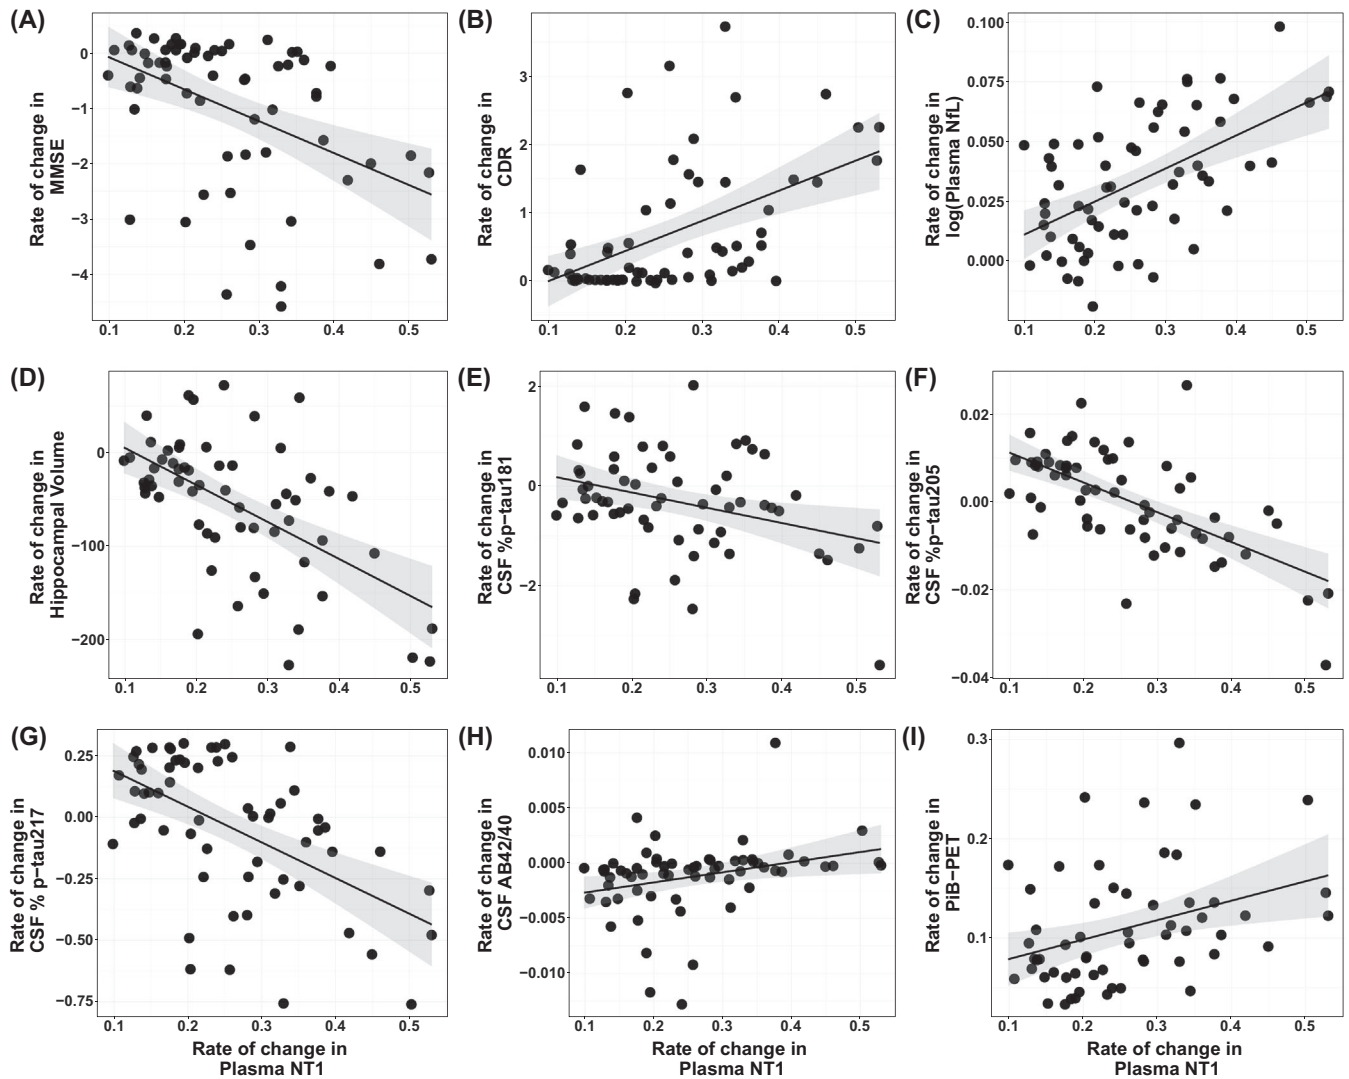 (A)
Rate of change in
MMSE
0
−1
−2
−3
−4
0.1 0.2 0.3 0.4 0.5
(B)
Rate of change in
CDR
3
2
1
0
0.1 0.2 0.3 0.4 0.5
(C)
Rate of change in
log(Plasma NfL)
0.100
0.075
0.050
0.025
0.000
0.1 0.2 0.3 0.4 0.5
(D)
Rate of change in
Hippocampal Volume
0
−100
−200
0.1 0.2 0.3 0.4 0.5
(E)
Rate of change in
CSF %p−tau181
2
0
−2
0.1 0.2 0.3 0.4 0.5
(F)
Rate of change in
CSF %p−tau205
0.02
0.00
−0.02
−0.04
0.1 0.2 0.3 0.4 0.5
(G)
Rate of change in
CSF % p−tau217
0.25
0.00
−0.25
−0.50
−0.75
0.1 0.2 0.3 0.4 0.5
Rate of change in
Plasma NT1
(H)
Rate of change in
CSF AB42/40
0.010
0.005
0.000
−0.005
−0.010
0.1 0.2 0.3 0.4 0.5
Rate of change in
Plasma NT1
(I)
Rate of change in
PiB−PET
0.3
0.2
0.1
0.1 0.2 0.3 0.4 0.5
Rate of change in
Plasma NT1